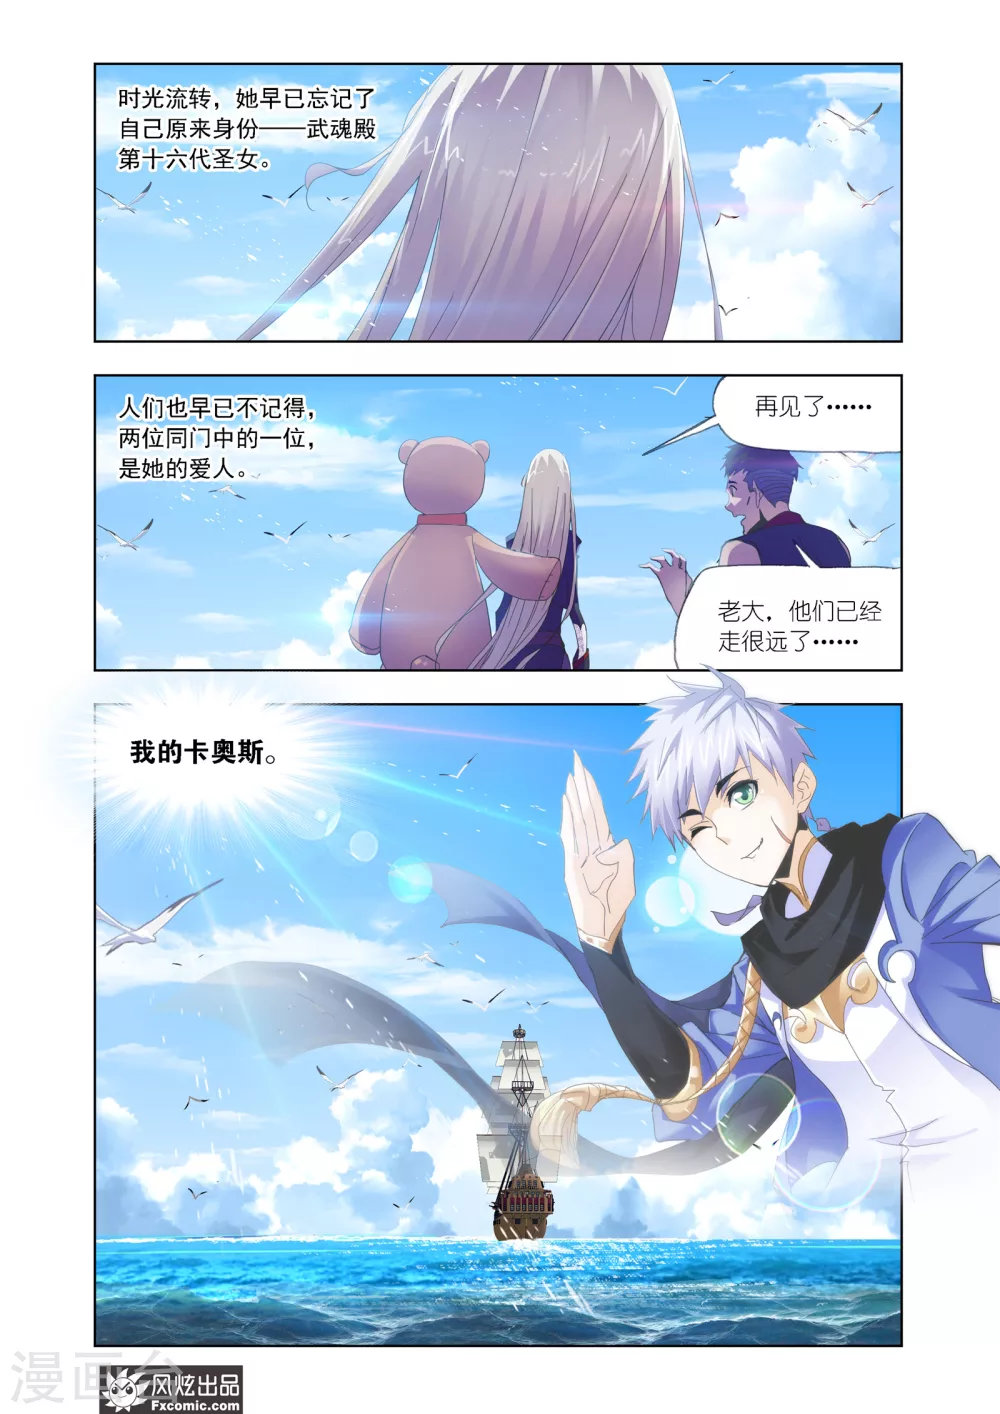 时光流转，她早已忘记了
自己原来身份——武魂殿
第十六代圣女。
人们也早已不记得，
两位同门中的一位，
是她的爱人。
再见了······
老大，他们已经
走很远了······
我的卡奥斯。
漫画台
风炫出品
Fxcomic.com